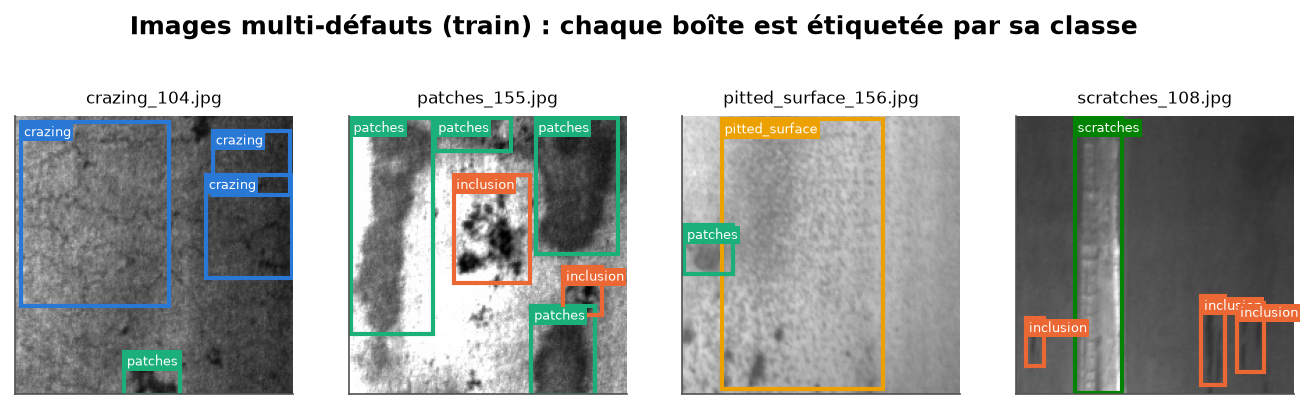 Images multi-défauts (train) : chaque boîte est étiquetée par sa classe
crazing_104.jpg
crazing
crazing
crazing
patches
patches_155.jpg
patches
patches
patches
inclusion
inclusion
patches
pitted_surface_156.jpg
pitted_surface
patches
scratches_108.jpg
scratches
inclusion
inclusion
inclusion